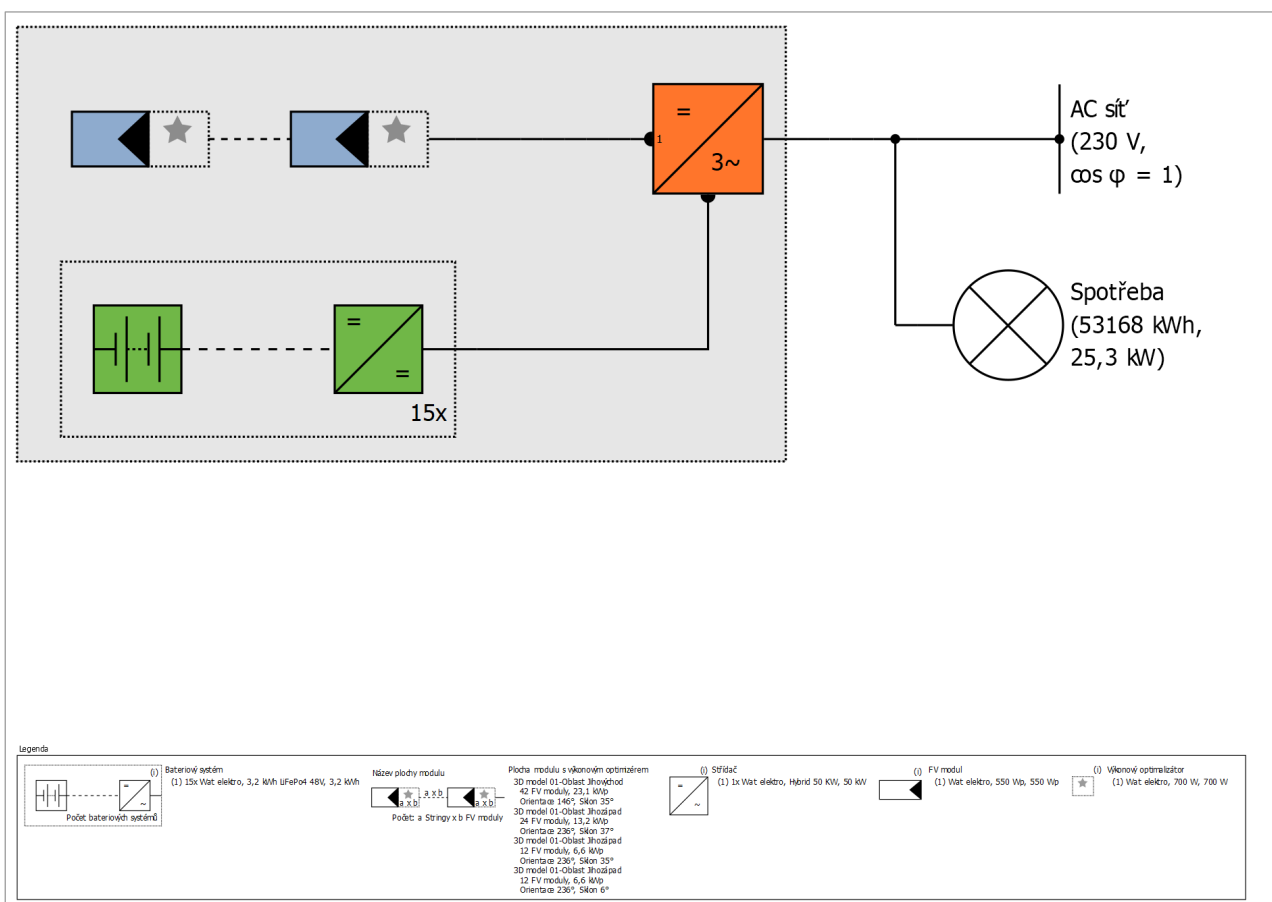 AC síť
(230 V,
cos φ = 1)
=
1
3~
Spotřeba
(53168 kWh,
25,3 kW)
=
=
15x
Legenda
(i)
Bateriový systém
(1) 15x Wat elektro, 3,2 kWh LiFePo4 48V, 3,2 kWh
=
~
Počet bateriových systémů
Název plochy modulu
a x b
a x b
a x b
Počet: a Stringy x b FV moduly
Plocha modulu s výkonovým optimizérem
3D model 01-Oblast Jihovýchod
42 FV moduly, 23,1 kWp
Orientace 146°, Sklon 35°
3D model 01-Oblast Jihozápad
24 FV moduly, 13,2 kWp
Orientace 236°, Sklon 37°
3D model 01-Oblast Jihozápad
12 FV moduly, 6,6 kWp
Orientace 236°, Sklon 35°
3D model 01-Oblast Jihozápad
12 FV moduly, 6,6 kWp
Orientace 236°, Sklon 6°
=
~
(i) Střídač
(1) 1x Wat elektro, Hybrid 50 KW, 50 kW
(i) FV modul
(1) Wat elektro, 550 Wp, 550 Wp
(i) Výkonový optimalizátor
(1) Wat elektro, 700 W, 700 W